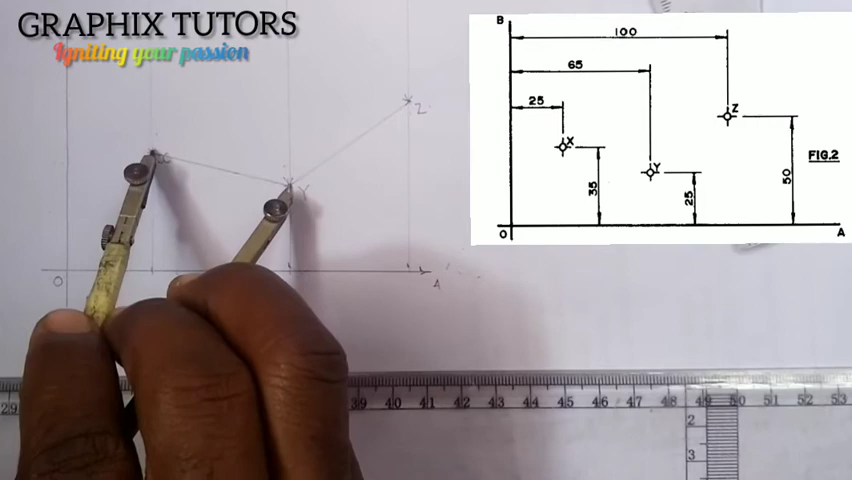 GRAPHIX TUTORS
Igniting your passion
B
100
65
25
Z
X
Y
FIG.2
35
25
50
O
A
Z
Y
O
A
29
39 40 41 42 43 44 45 46 47 48 49 50 51 52 53
2
3